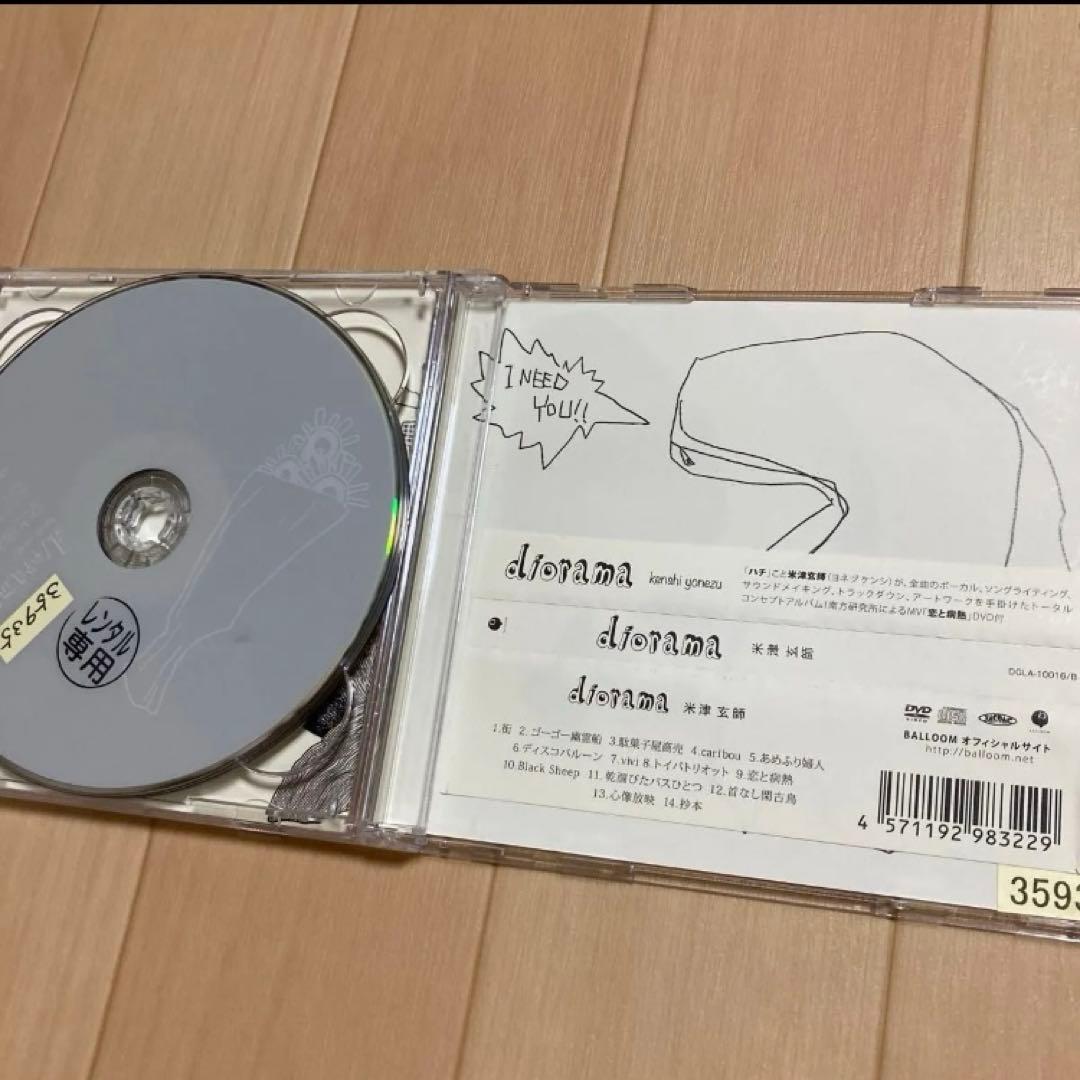 I NEED
YOU!!
レンタル
専用
35935
diorama kenshi yonezu
「ハチ」こと米津玄師(ヨネヅケンシ)が、全曲のボーカル、ソングライティング、
サウンドメイキング、トラックダウン、アートワークを手掛けたトータル
コンセプトアルバム!南方研究所によるMV「恋と病熱」DVD付
diorama 米津 玄師
DGLA-10016/B
diorama 米津 玄師
1.街 2.ゴーゴー幽霊船 3.駄菓子屋商売 4.caribou 5.あめふり婦人
6.ディスコバルーン 7.vivi 8.トイパトリオット 9.恋と病熱
10.Black Sheep 11.乾涸びたバスひとつ 12.首なし閑古鳥
13.心像放映 14.抄本
DVD
VIDEO
BALLOOM オフィシャルサイト
http://balloom.net
4 571192 983229
3593